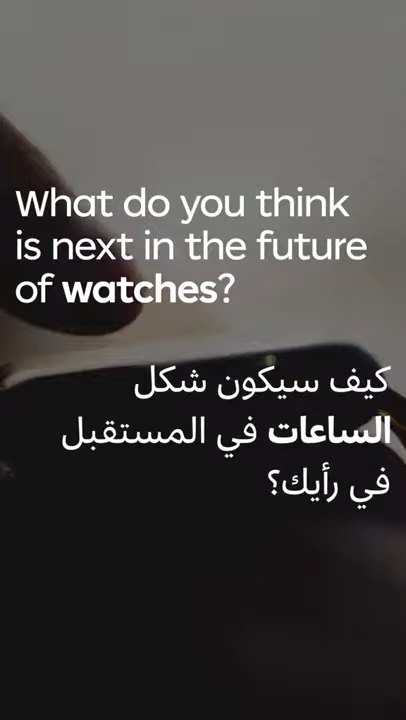 What do you think
is next in the future
of watches?
كيف سيكون شكل
الساعات في المستقبل
في رأيك؟